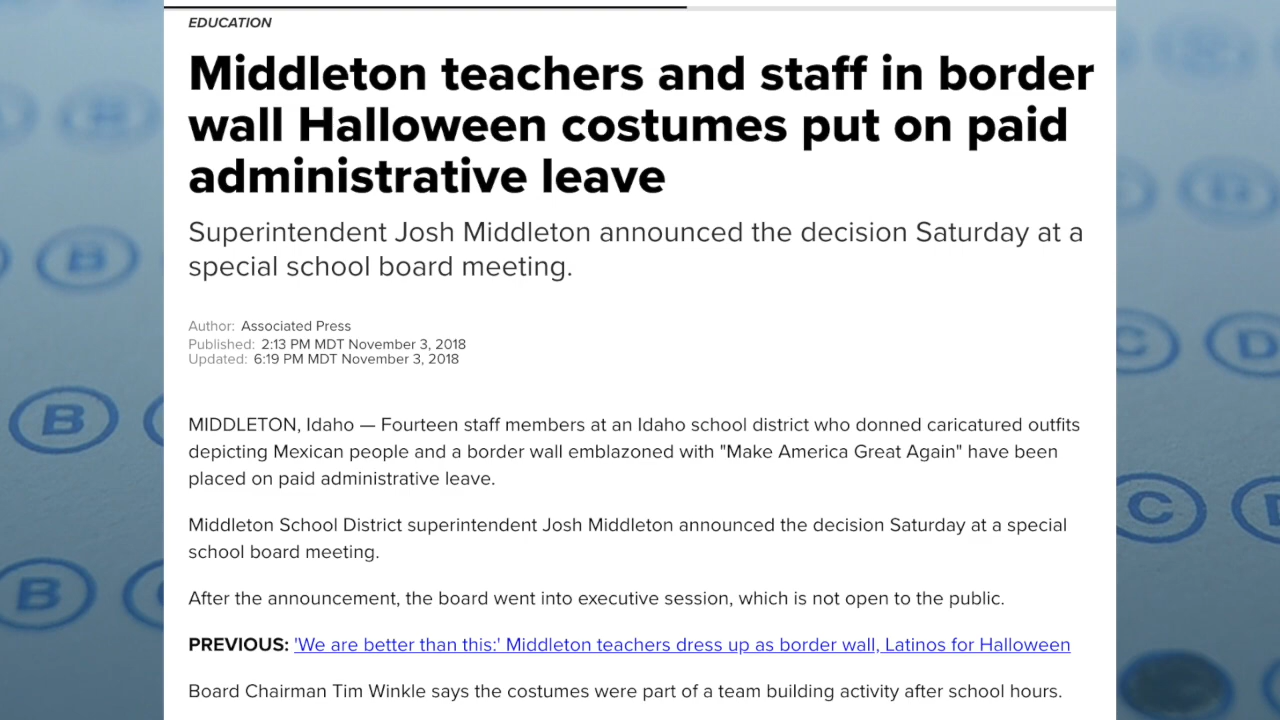 EDUCATION
Middleton teachers and staff in border
wall Halloween costumes put on paid
administrative leave
Superintendent Josh Middleton announced the decision Saturday at a
special school board meeting.
Author: Associated Press
Published: 2:13 PM MDT November 3, 2018
Updated: 6:19 PM MDT November 3, 2018
MIDDLETON, Idaho — Fourteen staff members at an Idaho school district who donned caricatured outfits
depicting Mexican people and a border wall emblazoned with "Make America Great Again" have been
placed on paid administrative leave.
Middleton School District superintendent Josh Middleton announced the decision Saturday at a special
school board meeting.
After the announcement, the board went into executive session, which is not open to the public.
PREVIOUS: 'We are better than this:' Middleton teachers dress up as border wall, Latinos for Halloween
Board Chairman Tim Winkle says the costumes were part of a team building activity after school hours.
B
B
B
C
D
C